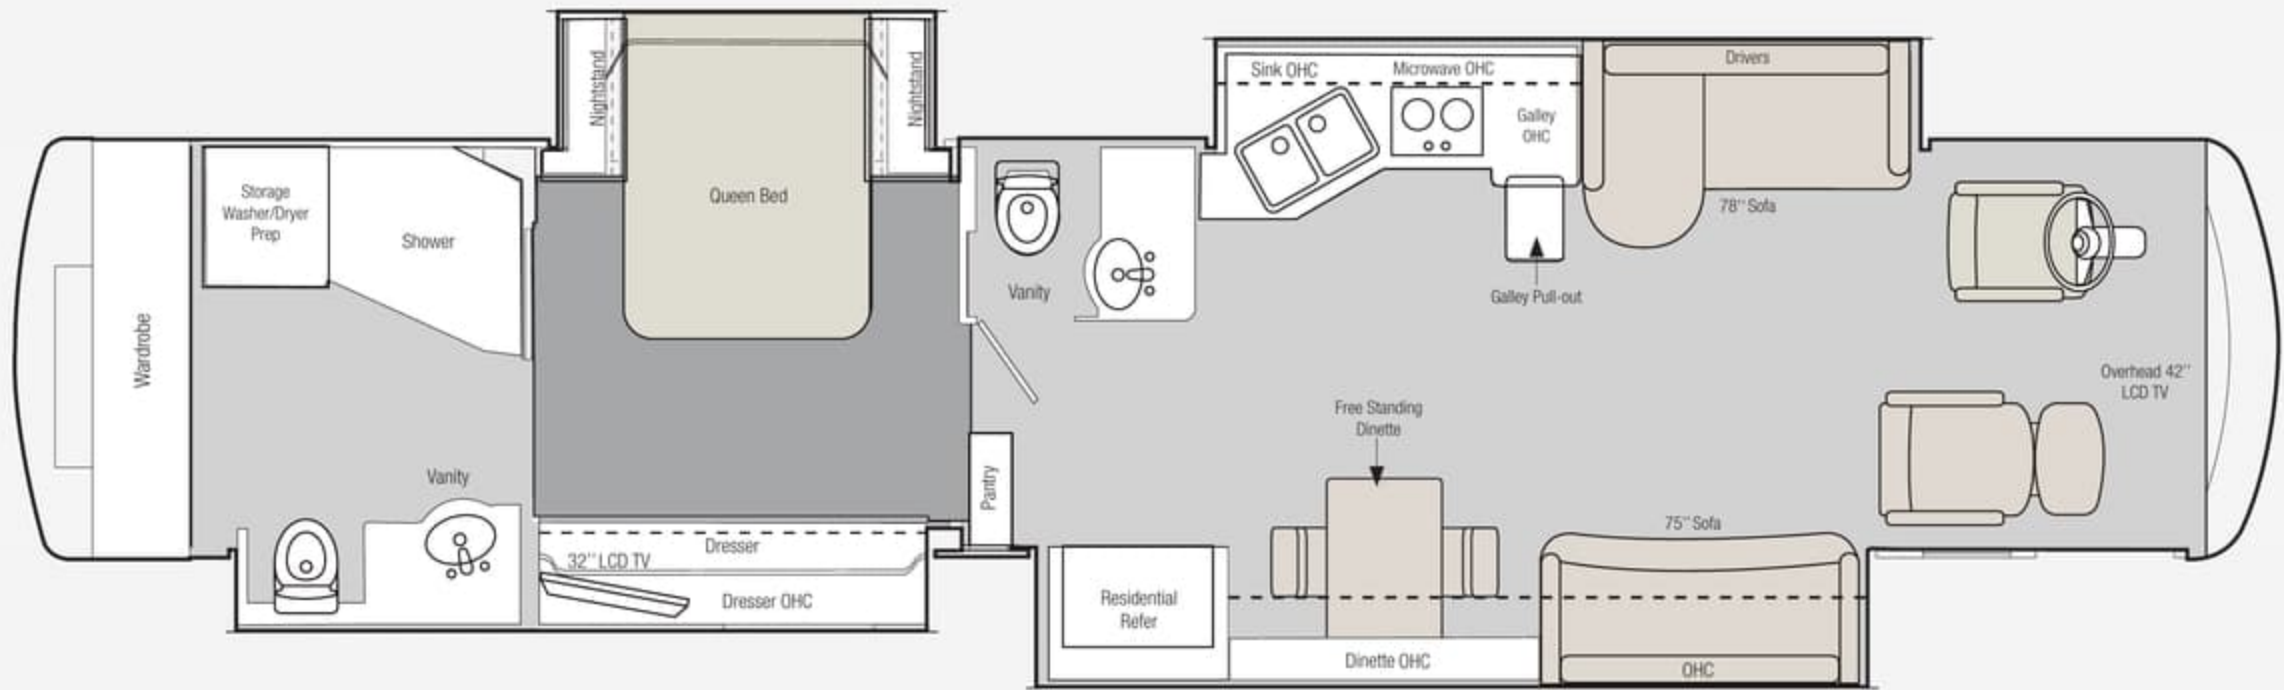 Wardrobe
Storage
Washer/Dryer
Prep
Shower
Vanity
Nightstand
Queen Bed
Nightstand
Dresser
32'' LCD TV
Dresser OHC
Vanity
Pantry
Sink OHC
Microwave OHC
Galley
OHC
Galley Pull-out
Drivers
78'' Sofa
Free Standing
Dinette
Residential
Refer
Dinette OHC
75'' Sofa
OHC
Overhead 42''
LCD TV